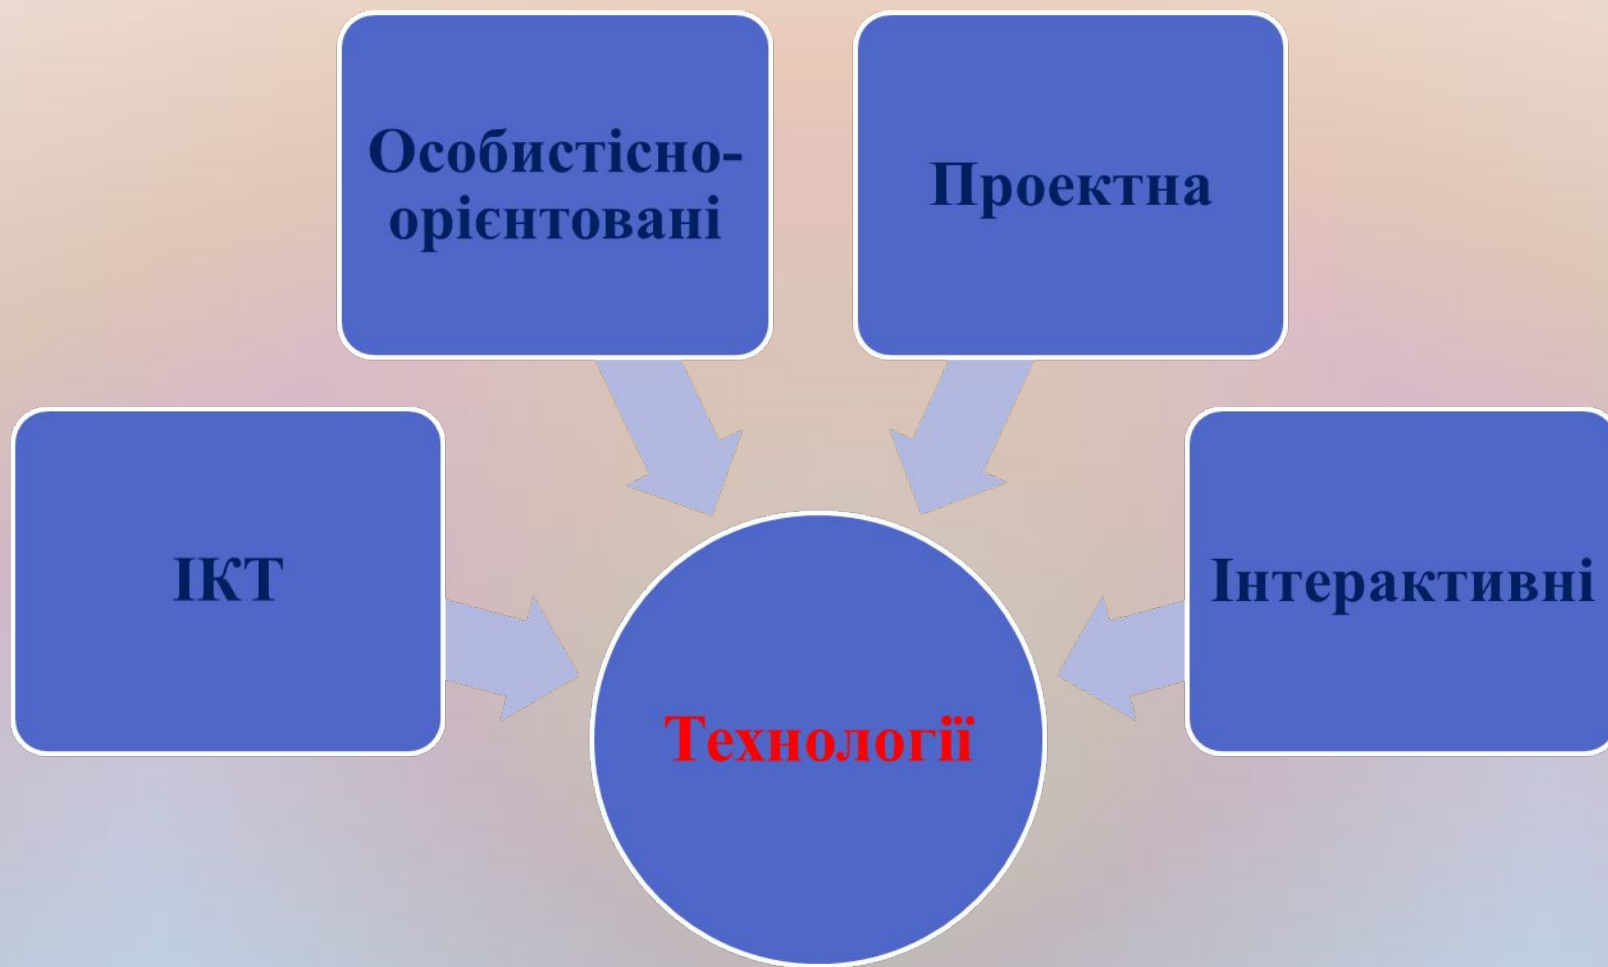 Особистісно-
орієнтовані
Проектна
ІКТ
Інтерактивні
Технології